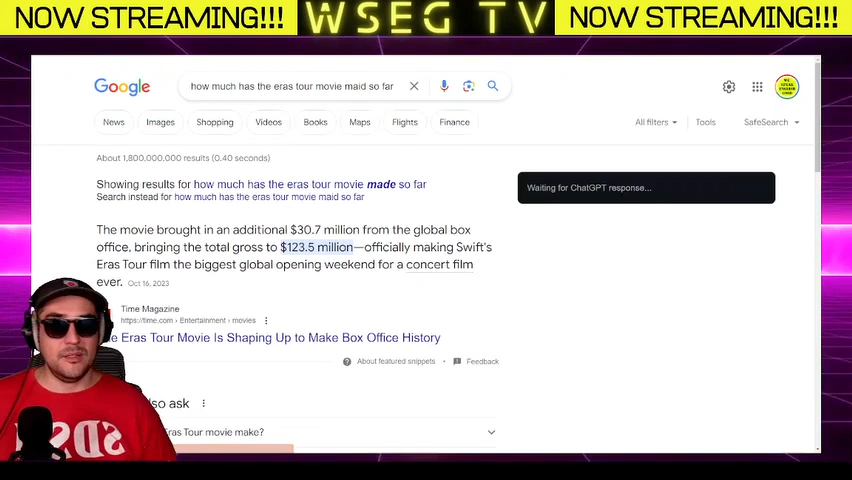 NOW STREAMING!!! WSEG TV NOW STREAMING!!!
Google how much has the eras tour movie maid so far
News Images Shopping Videos Books Maps Flights Finance All filters Tools SafeSearch
About 1,800,000,000 results (0.40 seconds)
Showing results for how much has the eras tour movie made so far
Search instead for how much has the eras tour movie maid so far
Waiting for ChatGPT response...
The movie brought in an additional $30.7 million from the global box
office, bringing the total gross to $123.5 million—officially making Swift's
Eras Tour film the biggest global opening weekend for a concert film
ever. Oct 16, 2023
Time Magazine
https://time.com › Entertainment › movies
Eras Tour Movie Is Shaping Up to Make Box Office History
About featured snippets • Feedback
so ask
Eras Tour movie make?